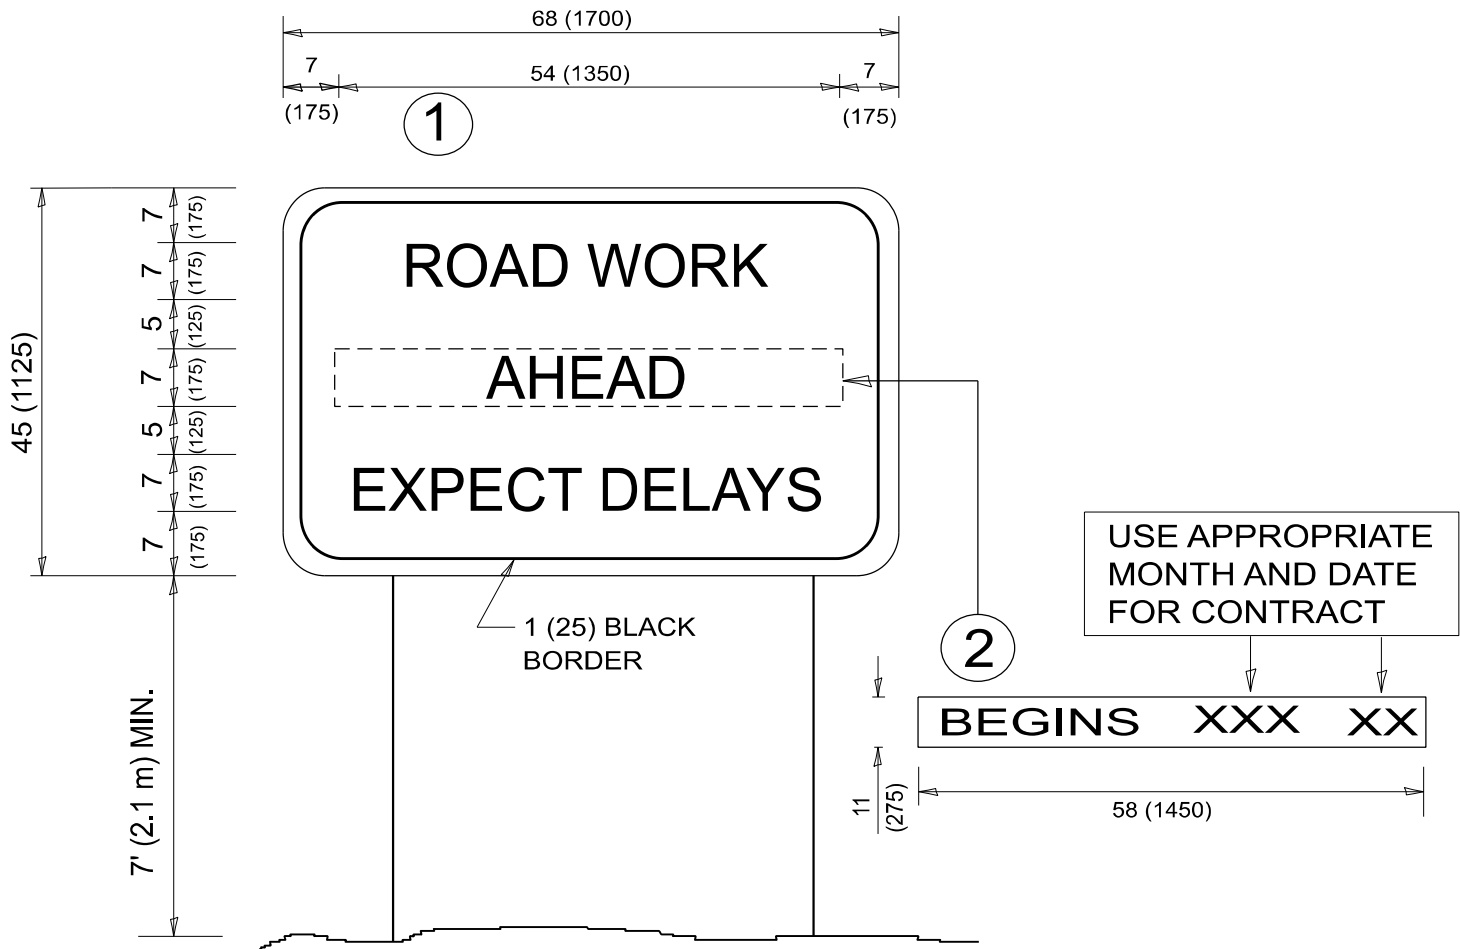 68 (1700)
7
54 (1350)
7
(175)
(175)
1
7
(175)
7
(175)
5
(125)
7
(175)
5
(125)
7
(175)
7
(175)
45 (1125)
ROAD WORK
AHEAD
EXPECT DELAYS
1 (25) BLACK
BORDER
7' (2.1 m) MIN.
2
USE APPROPRIATE
MONTH AND DATE
FOR CONTRACT
BEGINS XXX XX
11
(275)
58 (1450)